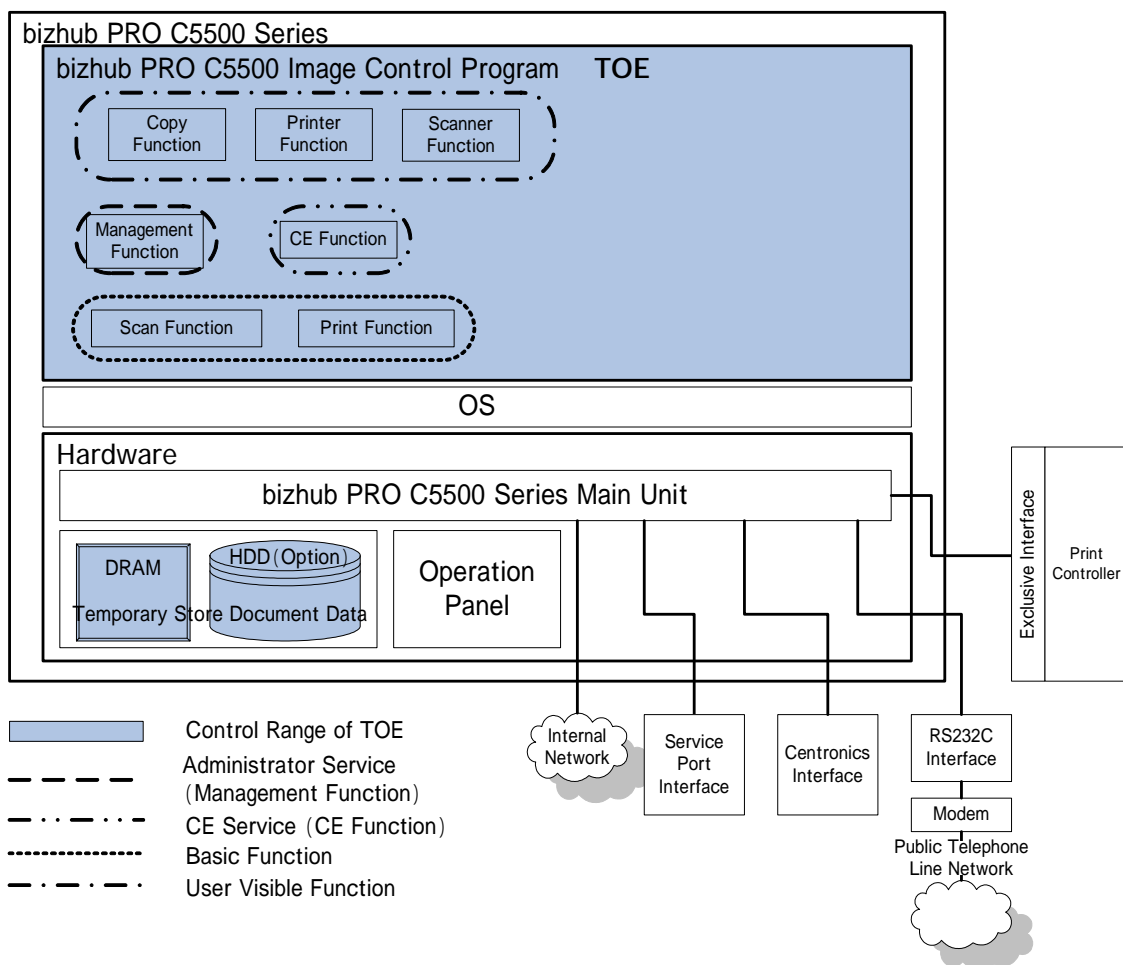 bizhub PRO C5500 Series
bizhub PRO C5500 Image Control Program TOE
Copy
Function
Printer
Function
Scanner
Function
Management
Function
CE Function
Scan Function
Print Function
OS
Hardware
bizhub PRO C5500 Series Main Unit
DRAM
HDD(Option)
Temporary Store Document Data
Operation
Panel
Exclusive Interface
Print
Controller
Internal
Network
Service
Port
Interface
Centronics
Interface
RS232C
Interface
Modem
Public Telephone
Line Network
Control Range of TOE
Administrator Service
(Management Function)
CE Service (CE Function)
Basic Function
User Visible Function